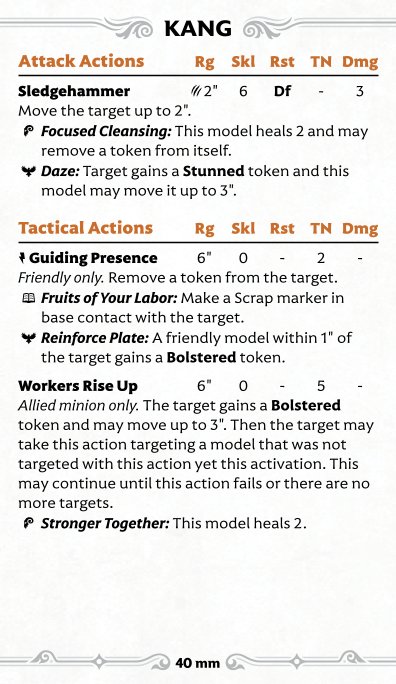 KANG
Attack Actions Rg Skl Rst TN Dmg
Sledgehammer 2" 6 Df - 3
Move the target up to 2".
Focused Cleansing: This model heals 2 and may
remove a token from itself.
Daze: Target gains a Stunned token and this
model may move it up to 3".
Tactical Actions Rg Skl Rst TN Dmg
Guiding Presence 6" 0 - 2 -
Friendly only. Remove a token from the target.
Fruits of Your Labor: Make a Scrap marker in
base contact with the target.
Reinforce Plate: A friendly model within 1" of
the target gains a Bolstered token.
Workers Rise Up 6" 0 - 5 -
Allied minion only. The target gains a Bolstered
token and may move up to 3". Then the target may
take this action targeting a model that was not
targeted with this action yet this activation. This
may continue until this action fails or there are no
more targets.
Stronger Together: This model heals 2.
40 mm